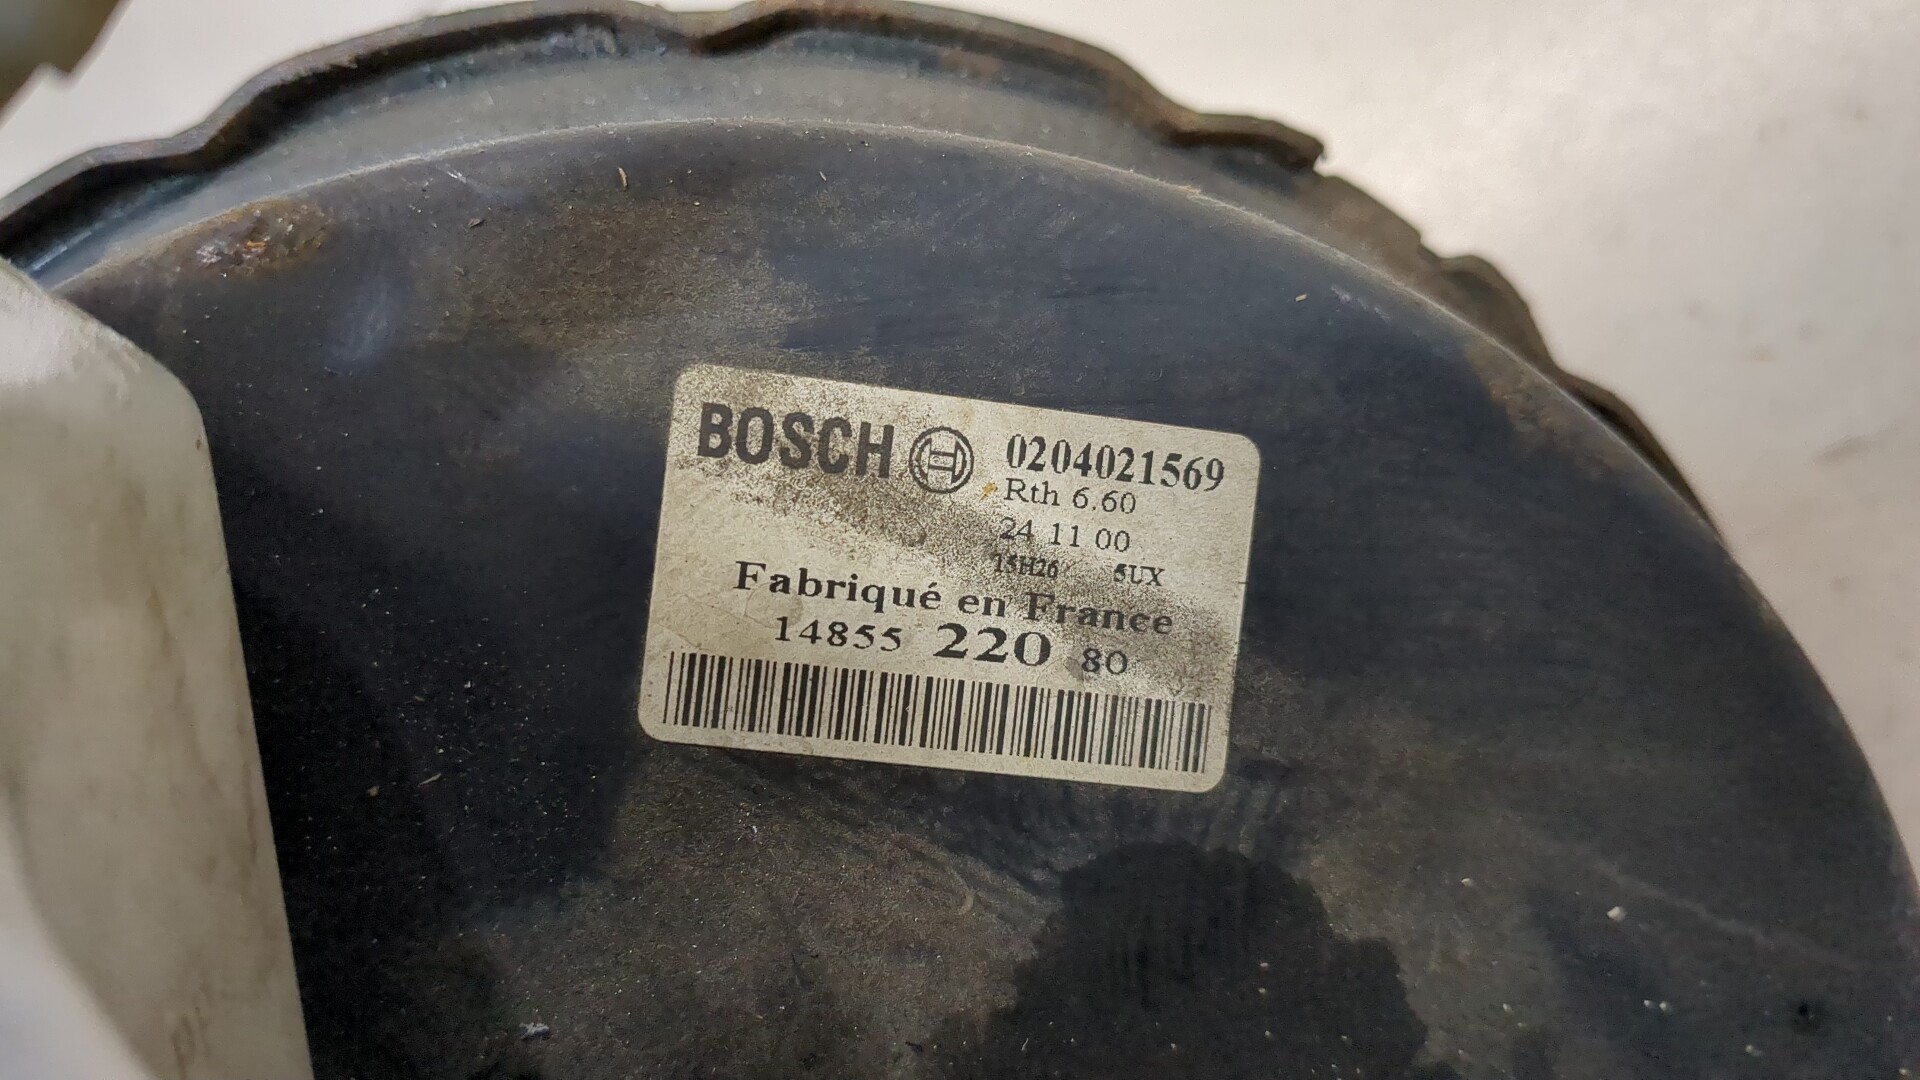 BOSCH 0204021569
Rth 6.60
24 11 00
15H26 5UX
Fabriqué en France
14855 220 80